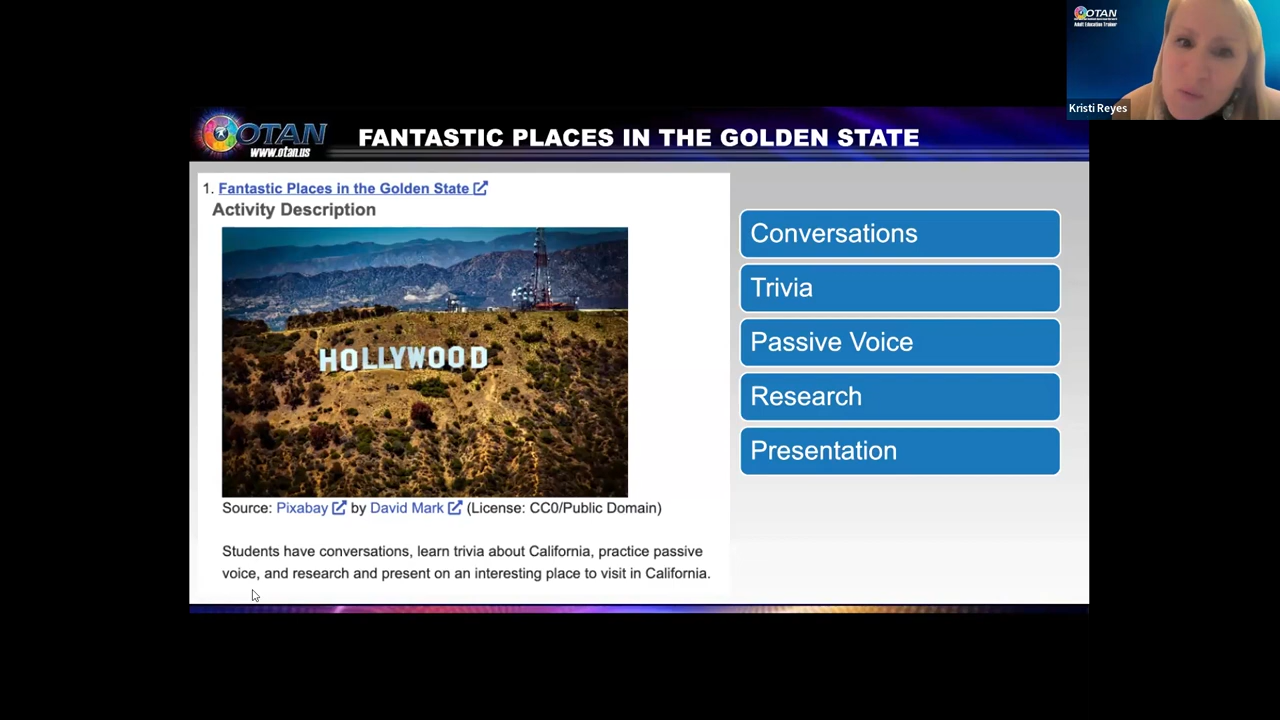 OTAN
Kristi Reyes
OTAN
www.otan.us
FANTASTIC PLACES IN THE GOLDEN STATE
1. Fantastic Places in the Golden State
Activity Description
HOLLYWOOD
Source: Pixabay by David Mark (License: CC0/Public Domain)
Students have conversations, learn trivia about California, practice passive
voice, and research and present on an interesting place to visit in California.
Conversations
Trivia
Passive Voice
Research
Presentation